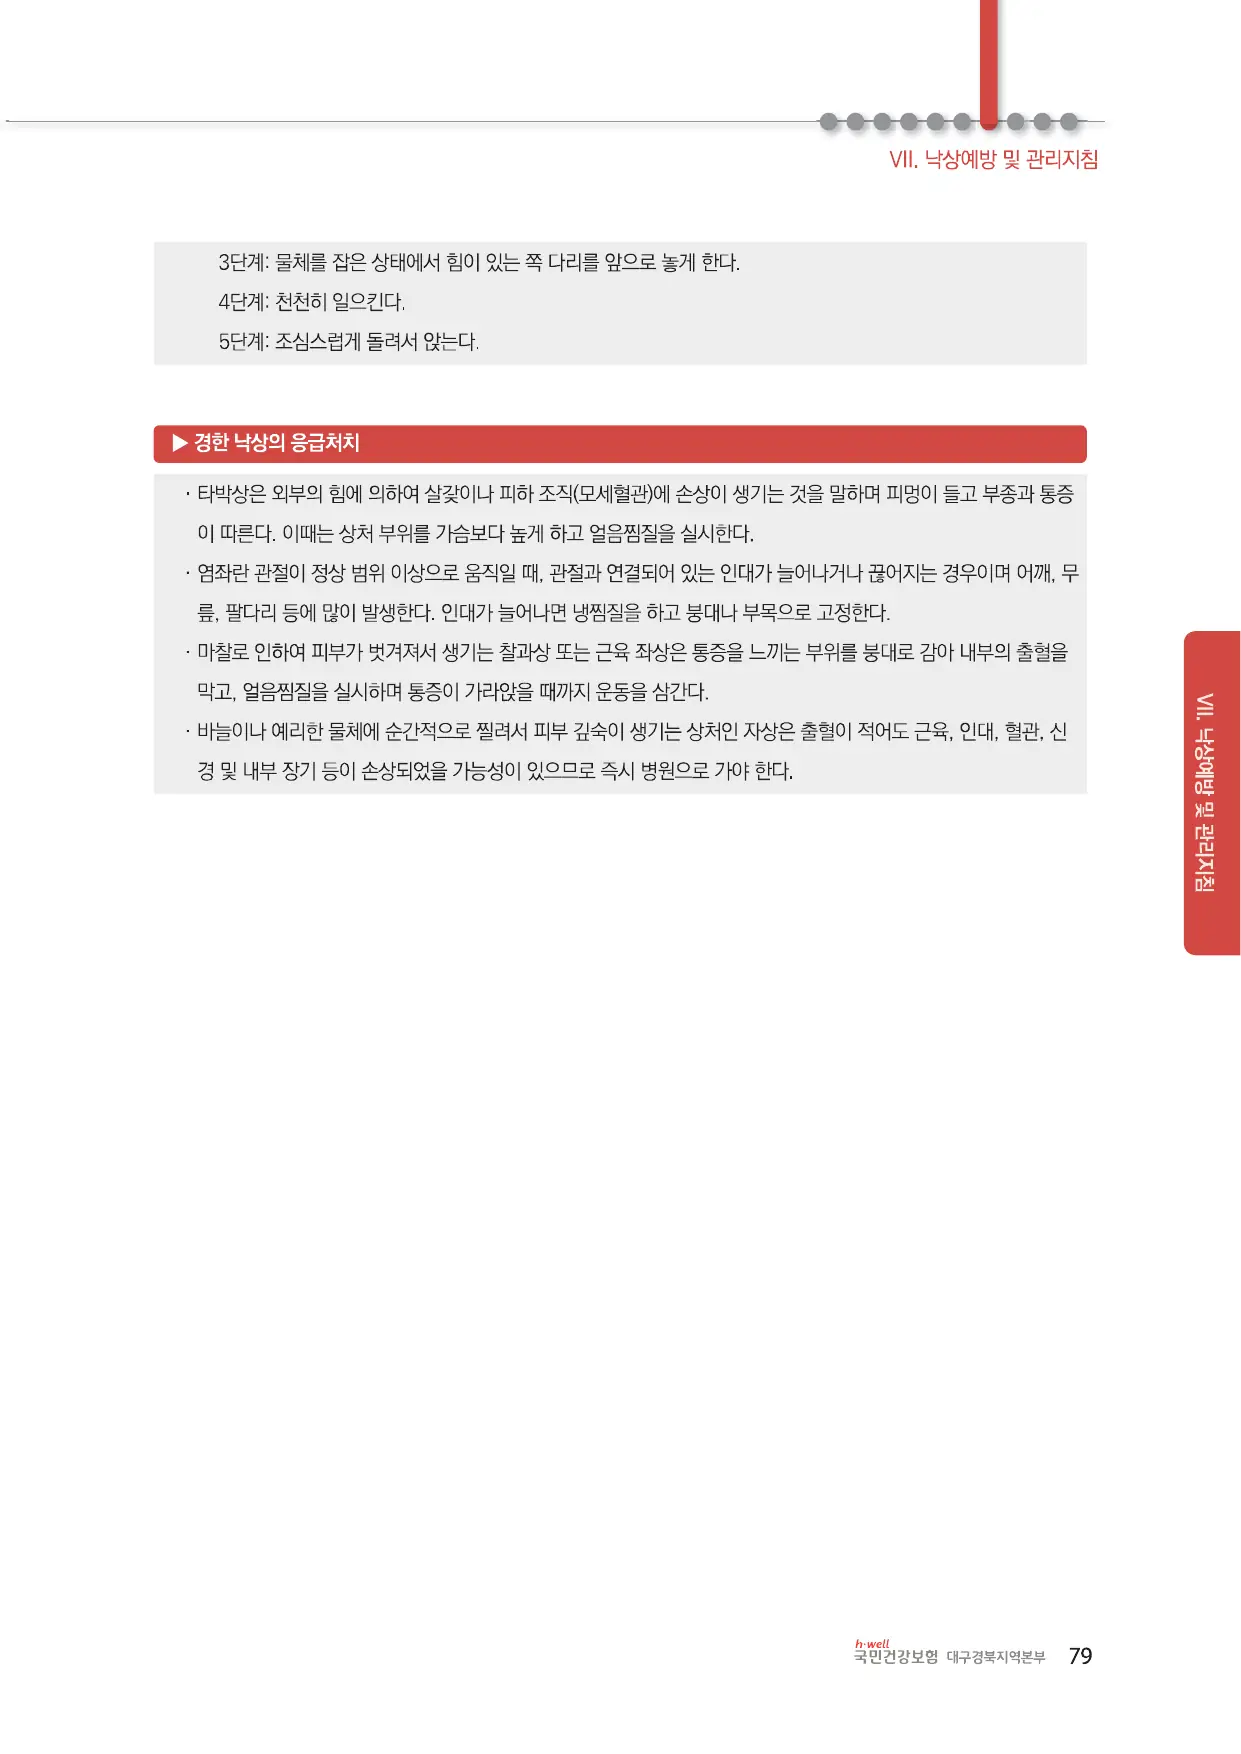 VII. 낙상예방 및 관리지침
3단계: 물체를 잡은 상태에서 힘이 있는 쪽 다리를 앞으로 놓게 한다.
4단계: 천천히 일으킨다.
5단계: 조심스럽게 돌려서 앉는다.
▶ 경한 낙상의 응급처치
· 타박상은 외부의 힘에 의하여 살갗이나 피하 조직(모세혈관)에 손상이 생기는 것을 말하며 피멍이 들고 부종과 통증
이 따른다. 이때는 상처 부위를 가슴보다 높게 하고 얼음찜질을 실시한다.
· 염좌란 관절이 정상 범위 이상으로 움직일 때, 관절과 연결되어 있는 인대가 늘어나거나 끊어지는 경우이며 어깨, 무
릎, 팔다리 등에 많이 발생한다. 인대가 늘어나면 냉찜질을 하고 붕대나 부목으로 고정한다.
· 마찰로 인하여 피부가 벗겨져서 생기는 찰과상 또는 근육 좌상은 통증을 느끼는 부위를 붕대로 감아 내부의 출혈을
막고, 얼음찜질을 실시하며 통증이 가라앉을 때까지 운동을 삼간다.
· 바늘이나 예리한 물체에 순간적으로 찔려서 피부 깊숙이 생기는 상처인 자상은 출혈이 적어도 근육, 인대, 혈관, 신
경 및 내부 장기 등이 손상되었을 가능성이 있으므로 즉시 병원으로 가야 한다.
VII. 낙상예방 및 관리지침
h·well
국민건강보험 대구경북지역본부 79